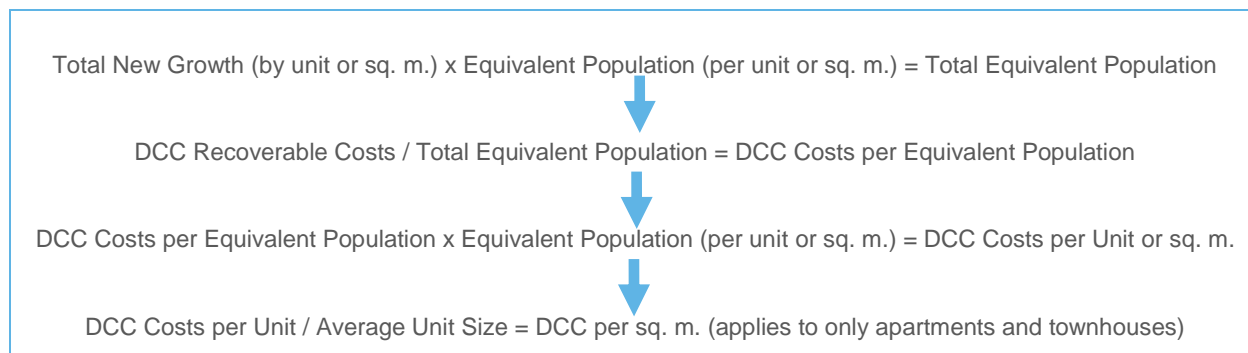 Total New Growth (by unit or sq. m.) x Equivalent Population (per unit or sq. m.) = Total Equivalent Population
DCC Recoverable Costs / Total Equivalent Population = DCC Costs per Equivalent Population
DCC Costs per Equivalent Population x Equivalent Population (per unit or sq. m.) = DCC Costs per Unit or sq. m.
DCC Costs per Unit / Average Unit Size = DCC per sq. m. (applies to only apartments and townhouses)